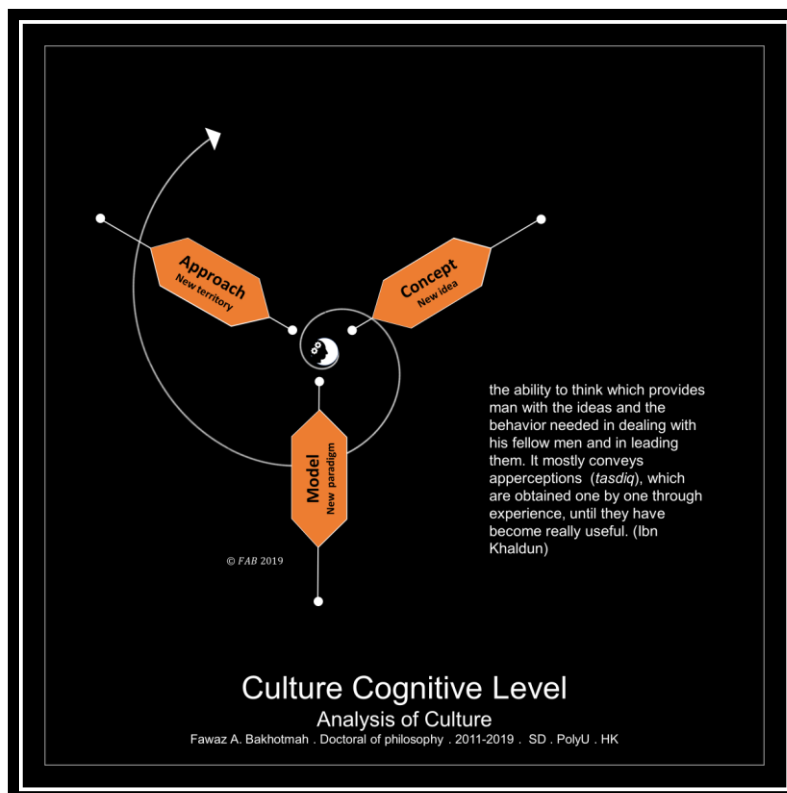 Approach
New territory
Concept
New idea
Model
New paradigm
the ability to think which provides
man with the ideas and the
behavior needed in dealing with
his fellow men and in leading
them. It mostly conveys
apperceptions (tasdiq), which
are obtained one by one through
experience, until they have
become really useful. (Ibn
Khaldun)
© FAB 2019
Culture Cognitive Level
Analysis of Culture
Fawaz A. Bakhotmah . Doctoral of philosophy . 2011-2019 . SD . PolyU . HK